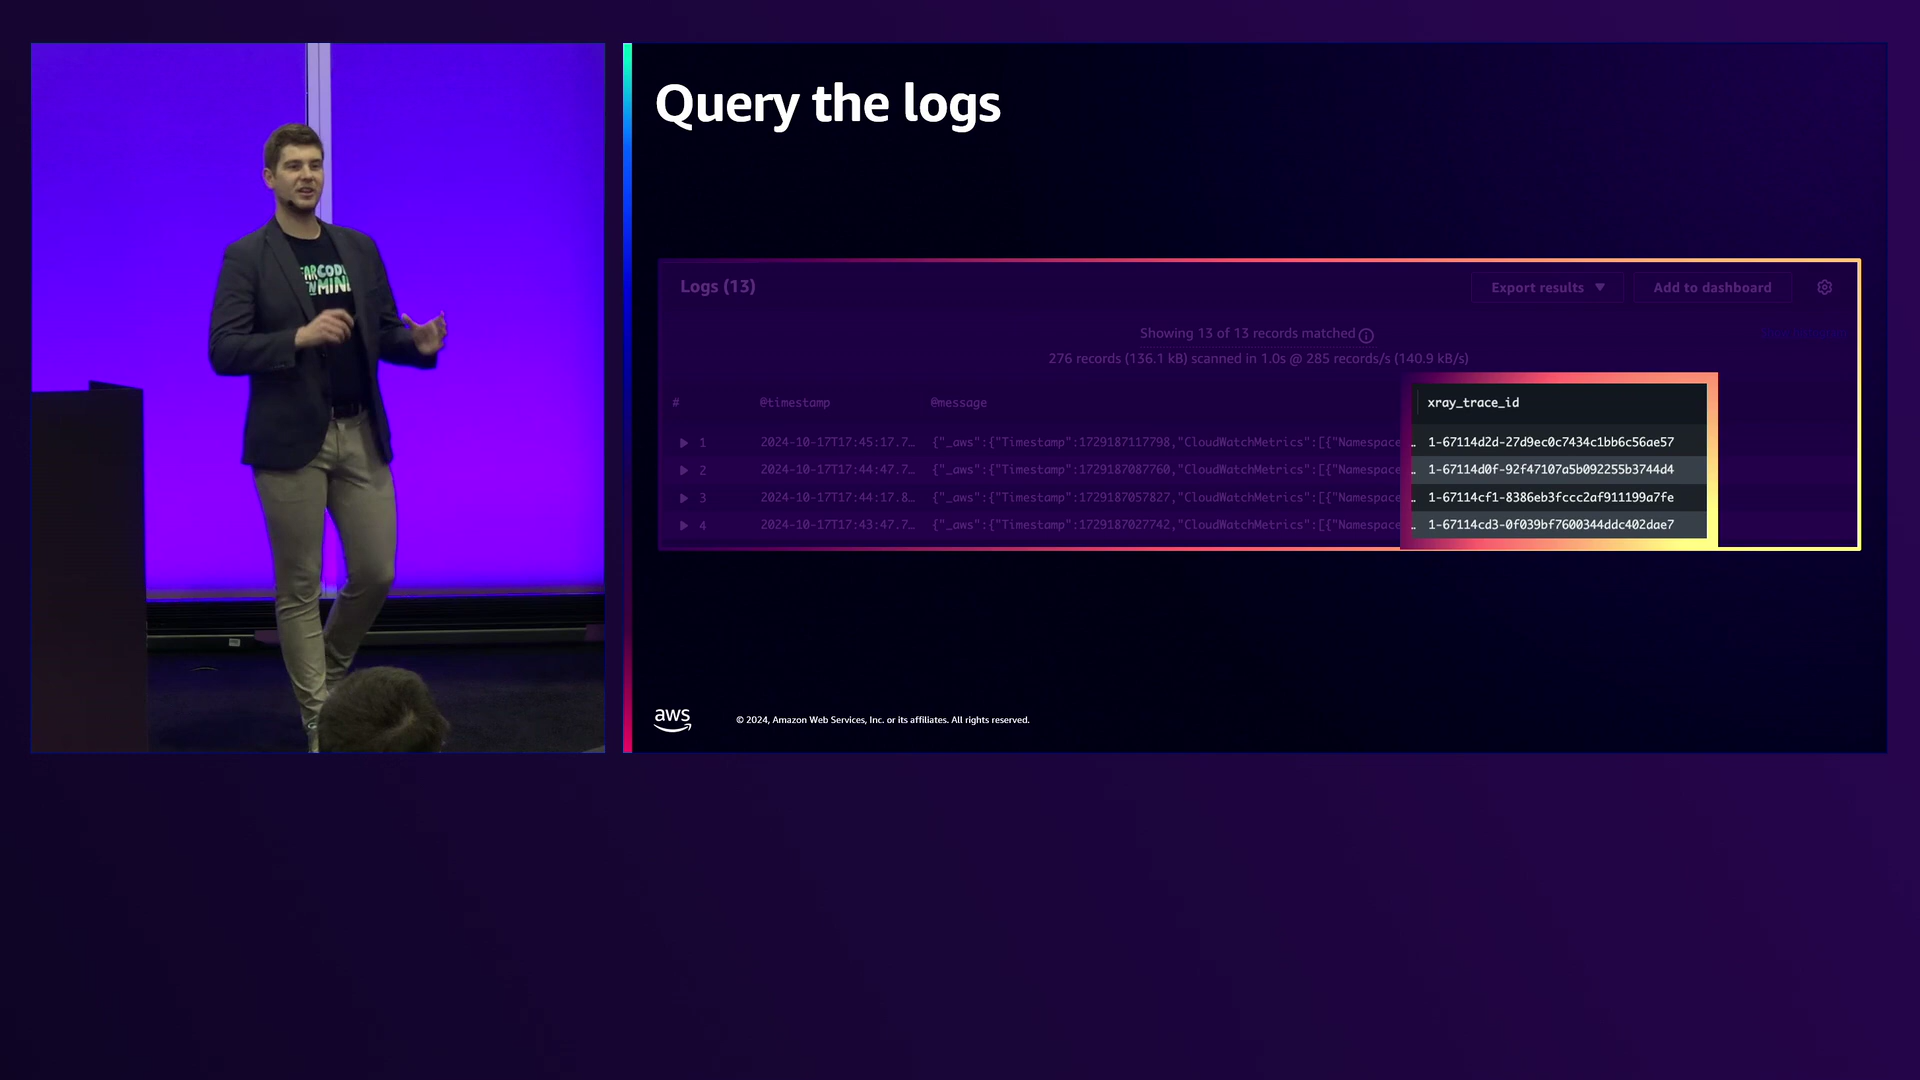 Query the logs
Logs (13)
Export results
Add to dashboard
Showing 13 of 13 records matched
276 records (136.1 kB) scanned in 1.0s @ 285 records/s (140.9 kB/s)
# @timestamp @message xray_trace_id
1 2024-10-17T17:45:17.7… {"_aws":{"Timestamp":1729187117798,"CloudWatchMetrics":[{"Namespace … 1-67114d2d-27d9ec0c7434c1bb6c56ae57
2 2024-10-17T17:44:47.7… {"_aws":{"Timestamp":1729187087760,"CloudWatchMetrics":[{"Namespace … 1-67114d0f-92f47107a5b092255b3744d4
3 2024-10-17T17:44:17.8… {"_aws":{"Timestamp":1729187057827,"CloudWatchMetrics":[{"Namespace … 1-67114cf1-8386eb3fccc2af911199a7fe
4 2024-10-17T17:43:47.7… {"_aws":{"Timestamp":1729187027742,"CloudWatchMetrics":[{"Namespace … 1-67114cd3-0f039bf7600344ddc402dae7
aws
© 2024, Amazon Web Services, Inc. or its affiliates. All rights reserved.